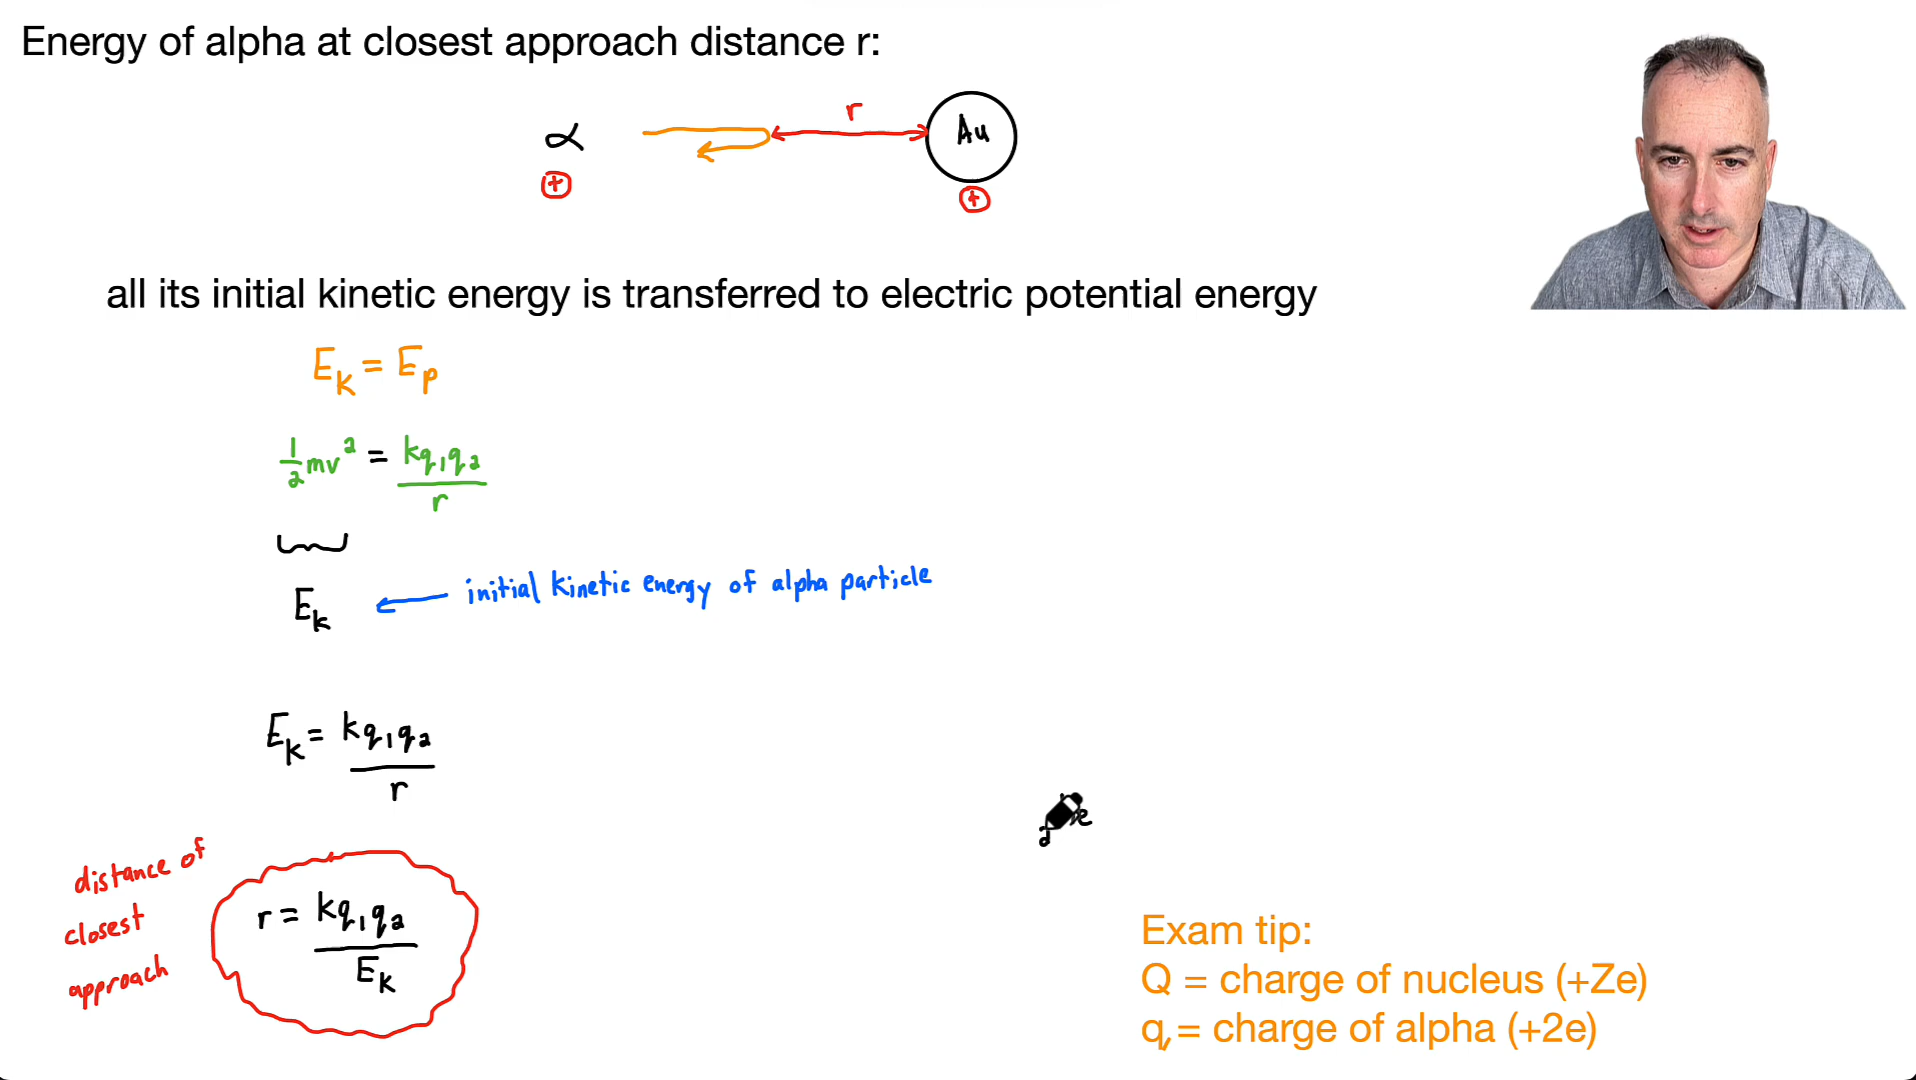 Energy of alpha at closest approach distance r:
r
α
Au
+
+
all its initial kinetic energy is transferred to electric potential energy
Eₖ = Eₚ
½mv² = kq₁q₂/r
Eₖ ← initial kinetic energy of alpha particle
Eₖ = kq₁q₂/r
distance of
closest
approach
r = kq₁q₂/Eₖ
Exam tip:
Q = charge of nucleus (+Ze)
q = charge of alpha (+2e)